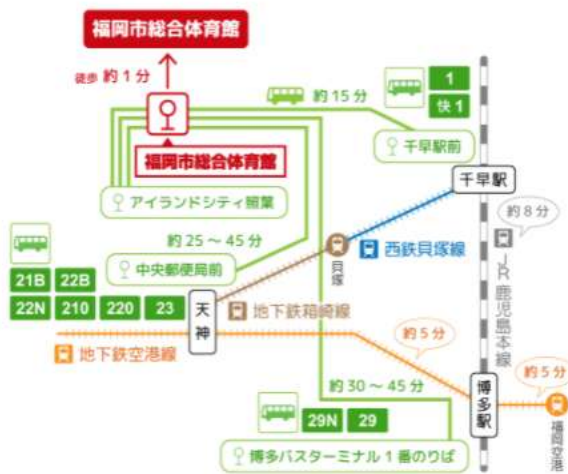 福岡市総合体育館
徒歩 約1分
約15分
1
快1
福岡市総合体育館
千早駅前
千早駅
アイランドシティ照葉
約8分
約25～45分
貝塚
西鉄貝塚線
JR鹿児島本線
中央郵便局前
21B 22B
22N 210 220 23
天神
地下鉄箱崎線
地下鉄空港線
約5分
約5分
約30～45分
博多駅
福岡空港
29N 29
博多バスターミナル1番のりば